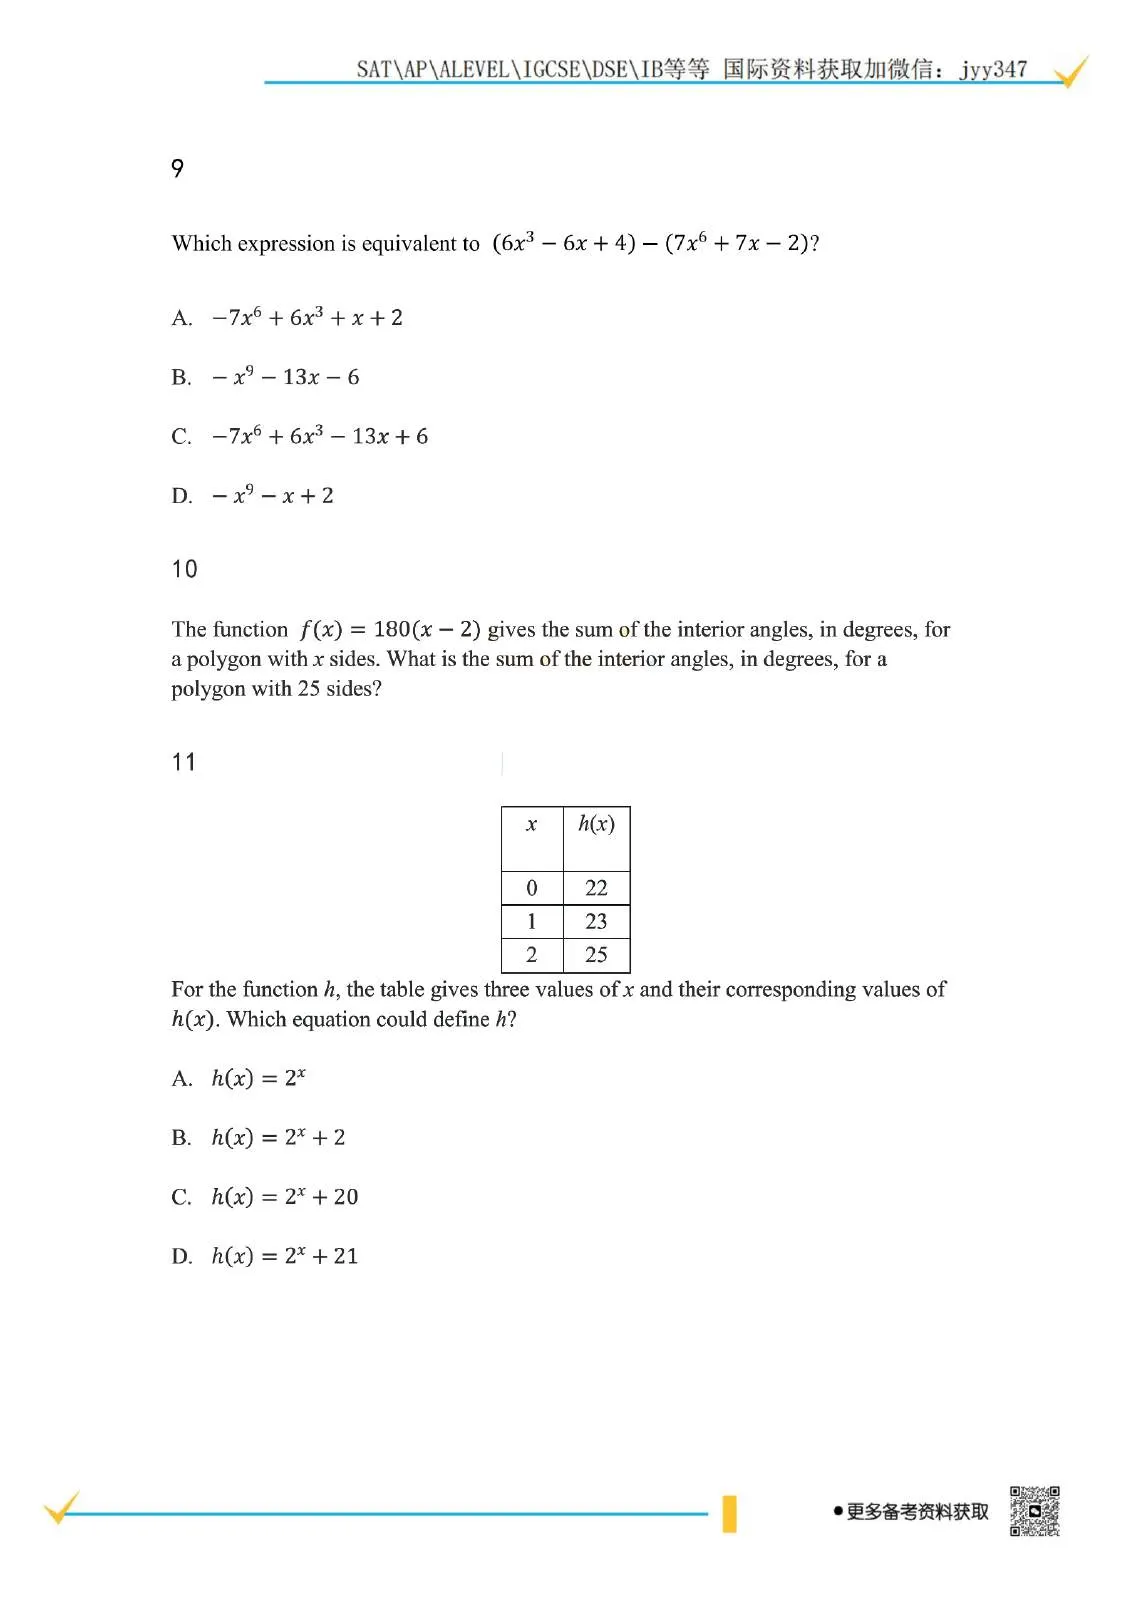 SAT\AP\ALEVEL\IGCSE\DSE\IB等等 国际资料获取加微信：jyy347
9
Which expression is equivalent to (6x³ − 6x + 4) − (7x⁶ + 7x − 2)?
A. −7x⁶ + 6x³ + x + 2
B. − x⁹ − 13x − 6
C. −7x⁶ + 6x³ − 13x + 6
D. − x⁹ − x + 2
10
The function f(x) = 180(x − 2) gives the sum of the interior angles, in degrees, for
a polygon with x sides. What is the sum of the interior angles, in degrees, for a
polygon with 25 sides?
11
x h(x)
0 22
1 23
2 25
For the function h, the table gives three values of x and their corresponding values of
h(x). Which equation could define h?
A. h(x) = 2ˣ
B. h(x) = 2ˣ + 2
C. h(x) = 2ˣ + 20
D. h(x) = 2ˣ + 21
●更多备考资料获取